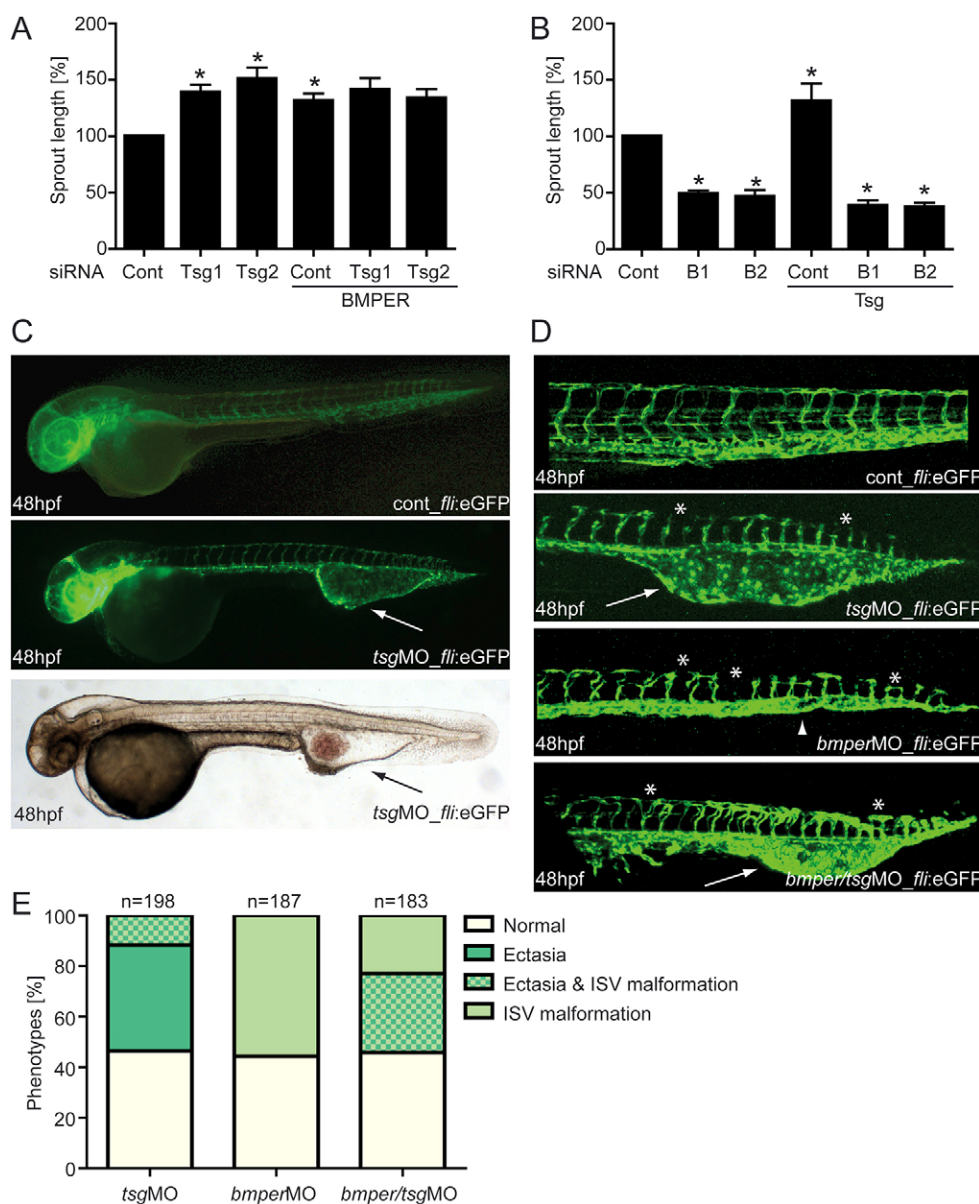 A
Sprout length [%]
200
150
100
50
0
* * *
siRNA Cont Tsg1 Tsg2 Cont Tsg1 Tsg2
BMPER
B
Sprout length [%]
200
150
100
50
0
* * * * *
siRNA Cont B1 B2 Cont B1 B2
Tsg
C
48hpf cont_fli:eGFP
48hpf tsgMO_fli:eGFP
48hpf tsgMO_fli:eGFP
D
48hpf cont_fli:eGFP
* *
48hpf tsgMO_fli:eGFP
* * *
48hpf bmperMO_fli:eGFP
* *
48hpf bmper/tsgMO_fli:eGFP
E
n=198 n=187 n=183
Phenotypes [%]
100
80
60
40
20
0
tsgMO bmperMO bmper/tsgMO
Normal
Ectasia
Ectasia & ISV malformation
ISV malformation